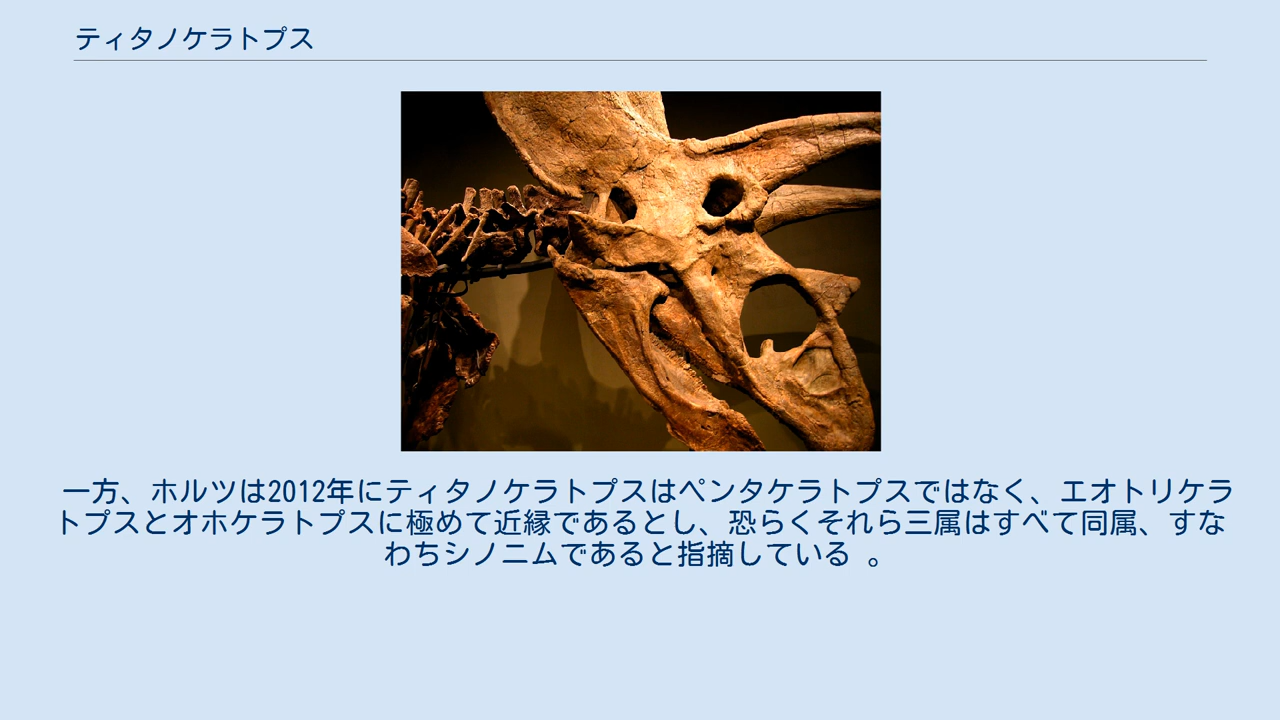 ティタノケラトプス
一方、ホルツは2012年にティタノケラトプスはペンタケラトプスではなく、エオトリケラ
トプスとオホケラトプスに極めて近縁であるとし、恐らくそれら三属はすべて同属、すな
わちシノニムであると指摘している 。